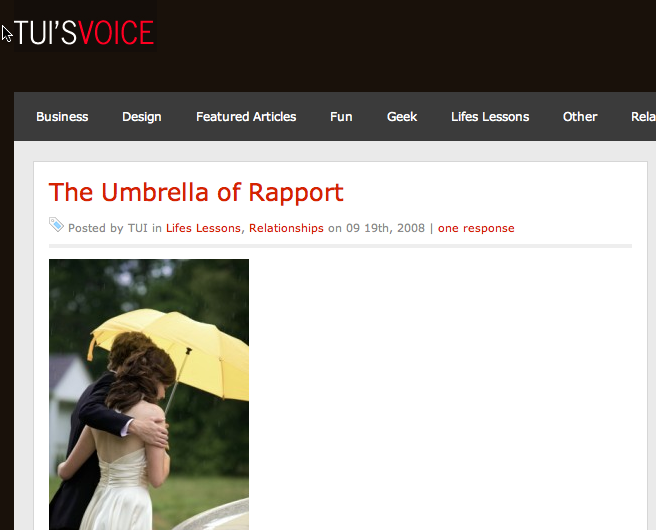 TUI'SVOICE
Business Design Featured Articles Fun Geek Lifes Lessons Other Rela
The Umbrella of Rapport
Posted by TUI in Lifes Lessons, Relationships on 09 19th, 2008 | one response